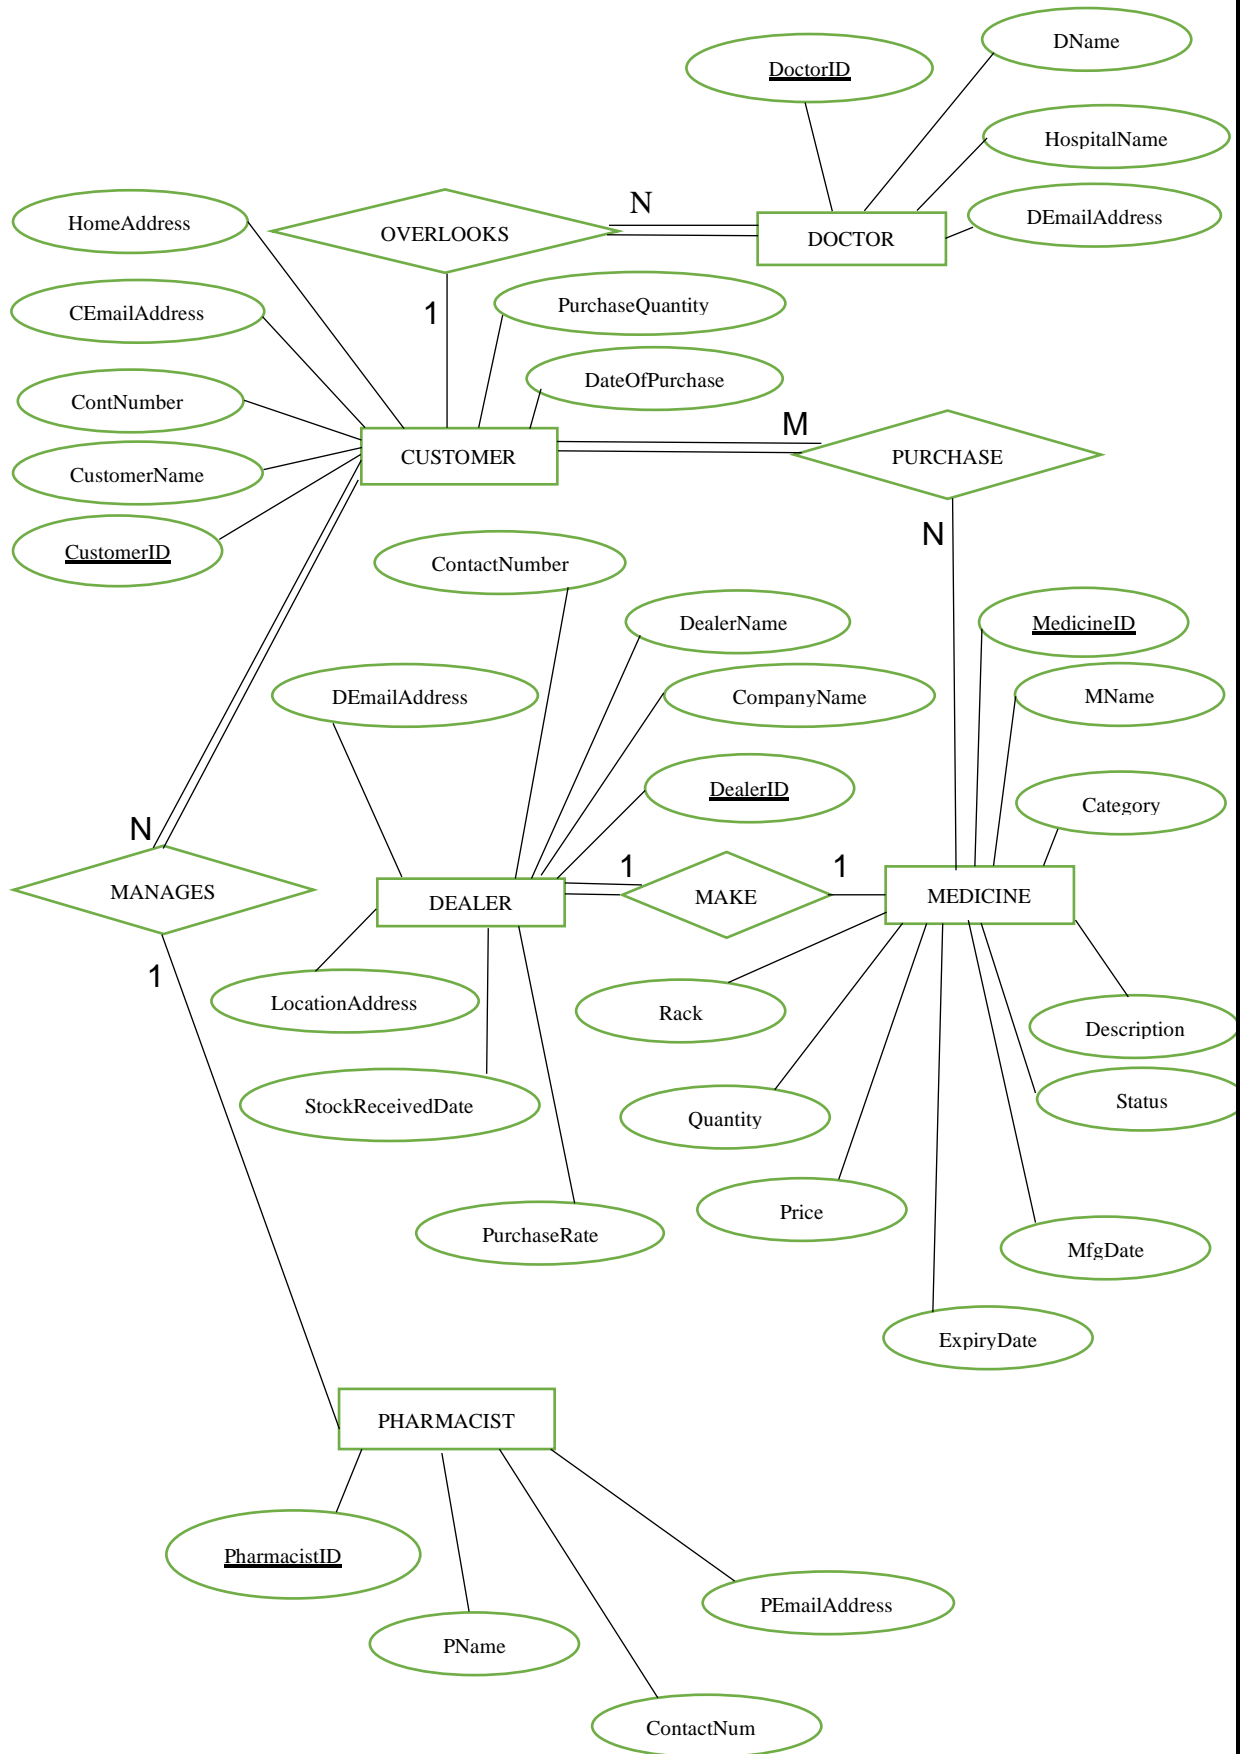 DName
DoctorID
HospitalName
N
HomeAddress
OVERLOOKS
DOCTOR
DEmailAddress
CEmailAddress
1
PurchaseQuantity
DateOfPurchase
ContNumber
M
CUSTOMER
PURCHASE
CustomerName
N
CustomerID
ContactNumber
DealerName
MedicineID
DEmailAddress
CompanyName
MName
DealerID
Category
N
1
1
MANAGES
DEALER
MAKE
MEDICINE
1
LocationAddress
Rack
Description
StockReceivedDate
Quantity
Status
Price
PurchaseRate
MfgDate
ExpiryDate
PHARMACIST
PharmacistID
PEmailAddress
PName
ContactNum